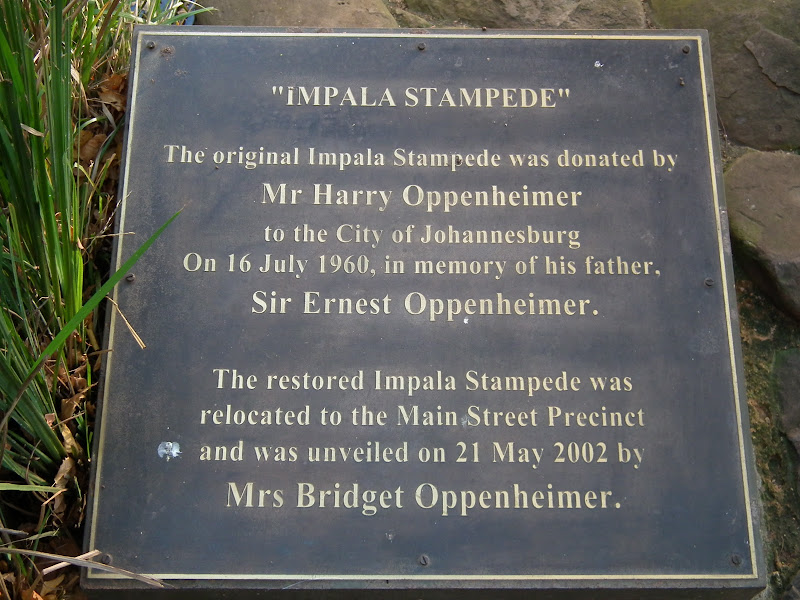 "IMPALA STAMPEDE"
The original Impala Stampede was donated by
Mr Harry Oppenheimer
to the City of Johannesburg
On 16 July 1960, in memory of his father,
Sir Ernest Oppenheimer.
The restored Impala Stampede was
relocated to the Main Street Precinct
and was unveiled on 21 May 2002 by
Mrs Bridget Oppenheimer.